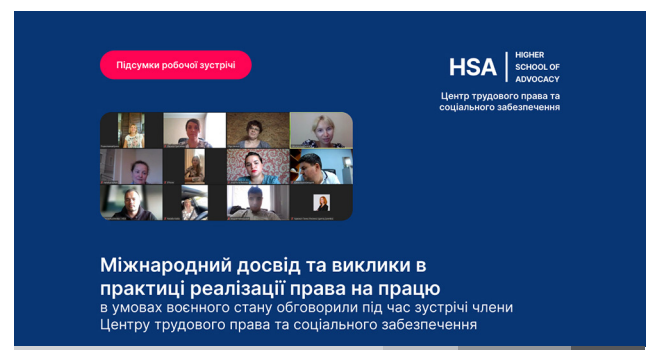 Підсумки робочої зустрічі
HSA
HIGHER
SCHOOL OF
ADVOCACY
Центр трудового права та
соціального забезпечення
Міжнародний досвід та виклики в
практиці реалізації права на працю
в умовах воєнного стану обговорили під час зустрічі члени
Центру трудового права та соціального забезпечення